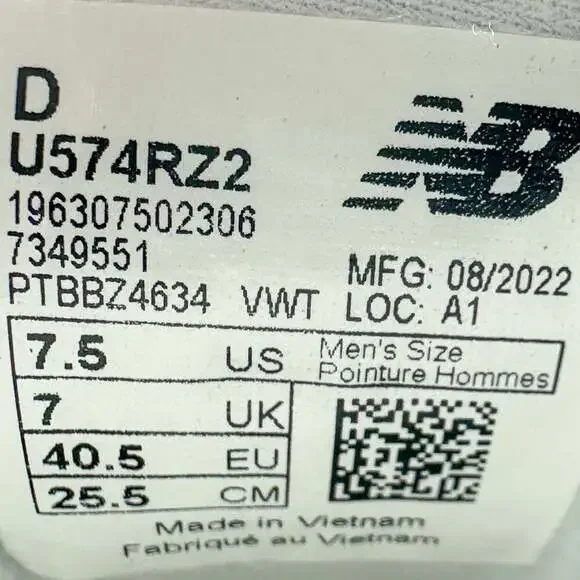 D
NB
U574RZ2
196307502306
7349551
MFG: 08/2022
PTBBZ4634 VWT LOC: A1
7.5 US Men's Size
Pointure Hommes
7 UK
40.5 EU
25.5 CM
Made in Vietnam
Fabriqué au Vietnam